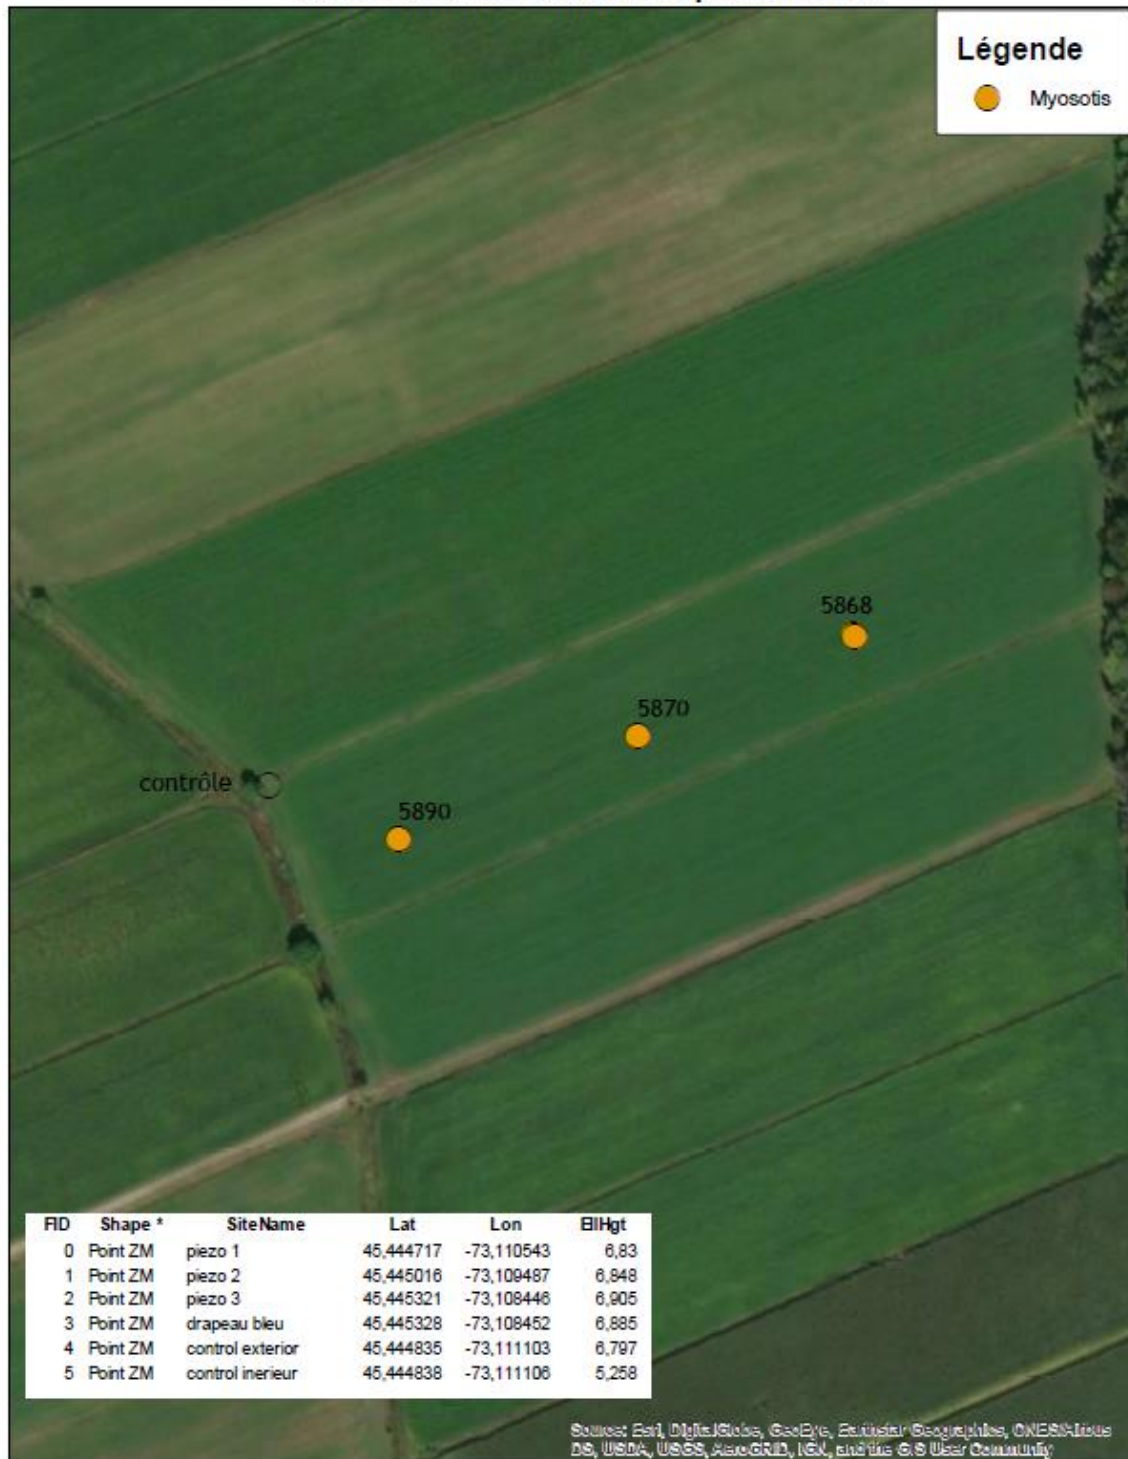 Légende
Myosotis
5868
5870
contrôle
5890
FID Shape * SiteName Lat Lon EllHgt
0 Point ZM piezo 1 45,444717 -73,110543 6,83
1 Point ZM piezo 2 45,445016 -73,109487 6,848
2 Point ZM piezo 3 45,445321 -73,108446 6,905
3 Point ZM drapeau bleu 45,445328 -73,108452 6,885
4 Point ZM control exterior 45,444835 -73,111103 6,797
5 Point ZM control inerieur 45,444838 -73,111106 5,258
Source: Esri, DigitalGlobe, GeoEye, Earthstar Geographics, CNES/Airbus
DS, USDA, USGS, AeroGRID, IGN, and the GIS User Community